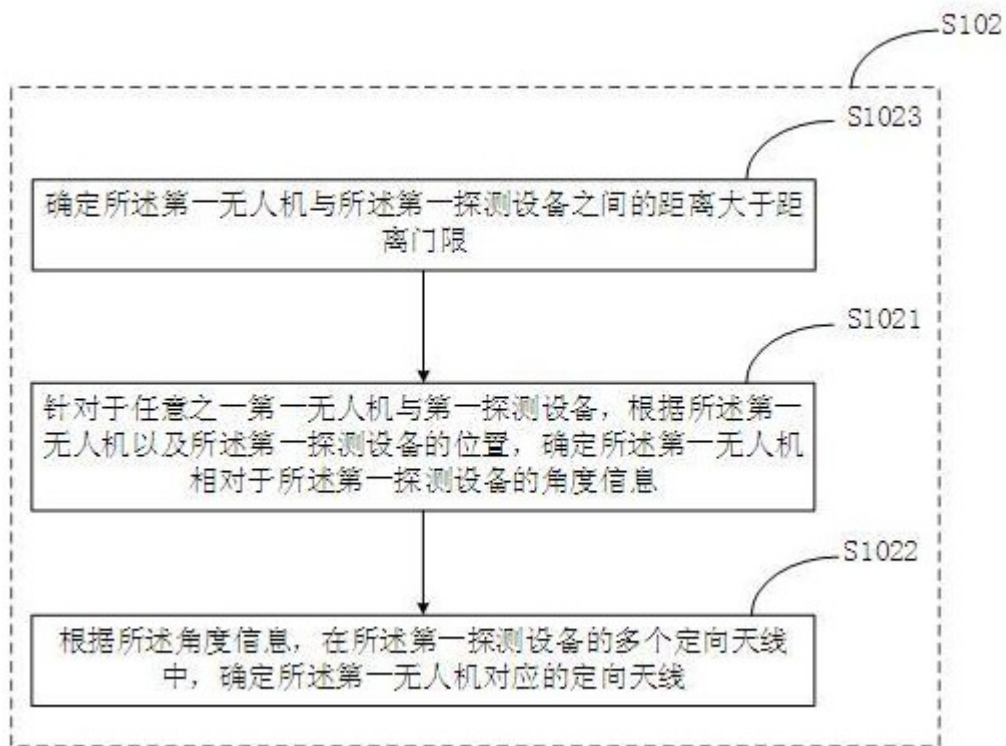 S102
S1023
确定所述第一无人机与所述第一探测设备之间的距离大于距
离门限
S1021
针对于任意之一第一无人机与第一探测设备，根据所述第一
无人机以及所述第一探测设备的位置，确定所述第一无人机
相对于所述第一探测设备的角度信息
S1022
根据所述角度信息，在所述第一探测设备的多个定向天线
中，确定所述第一无人机对应的定向天线